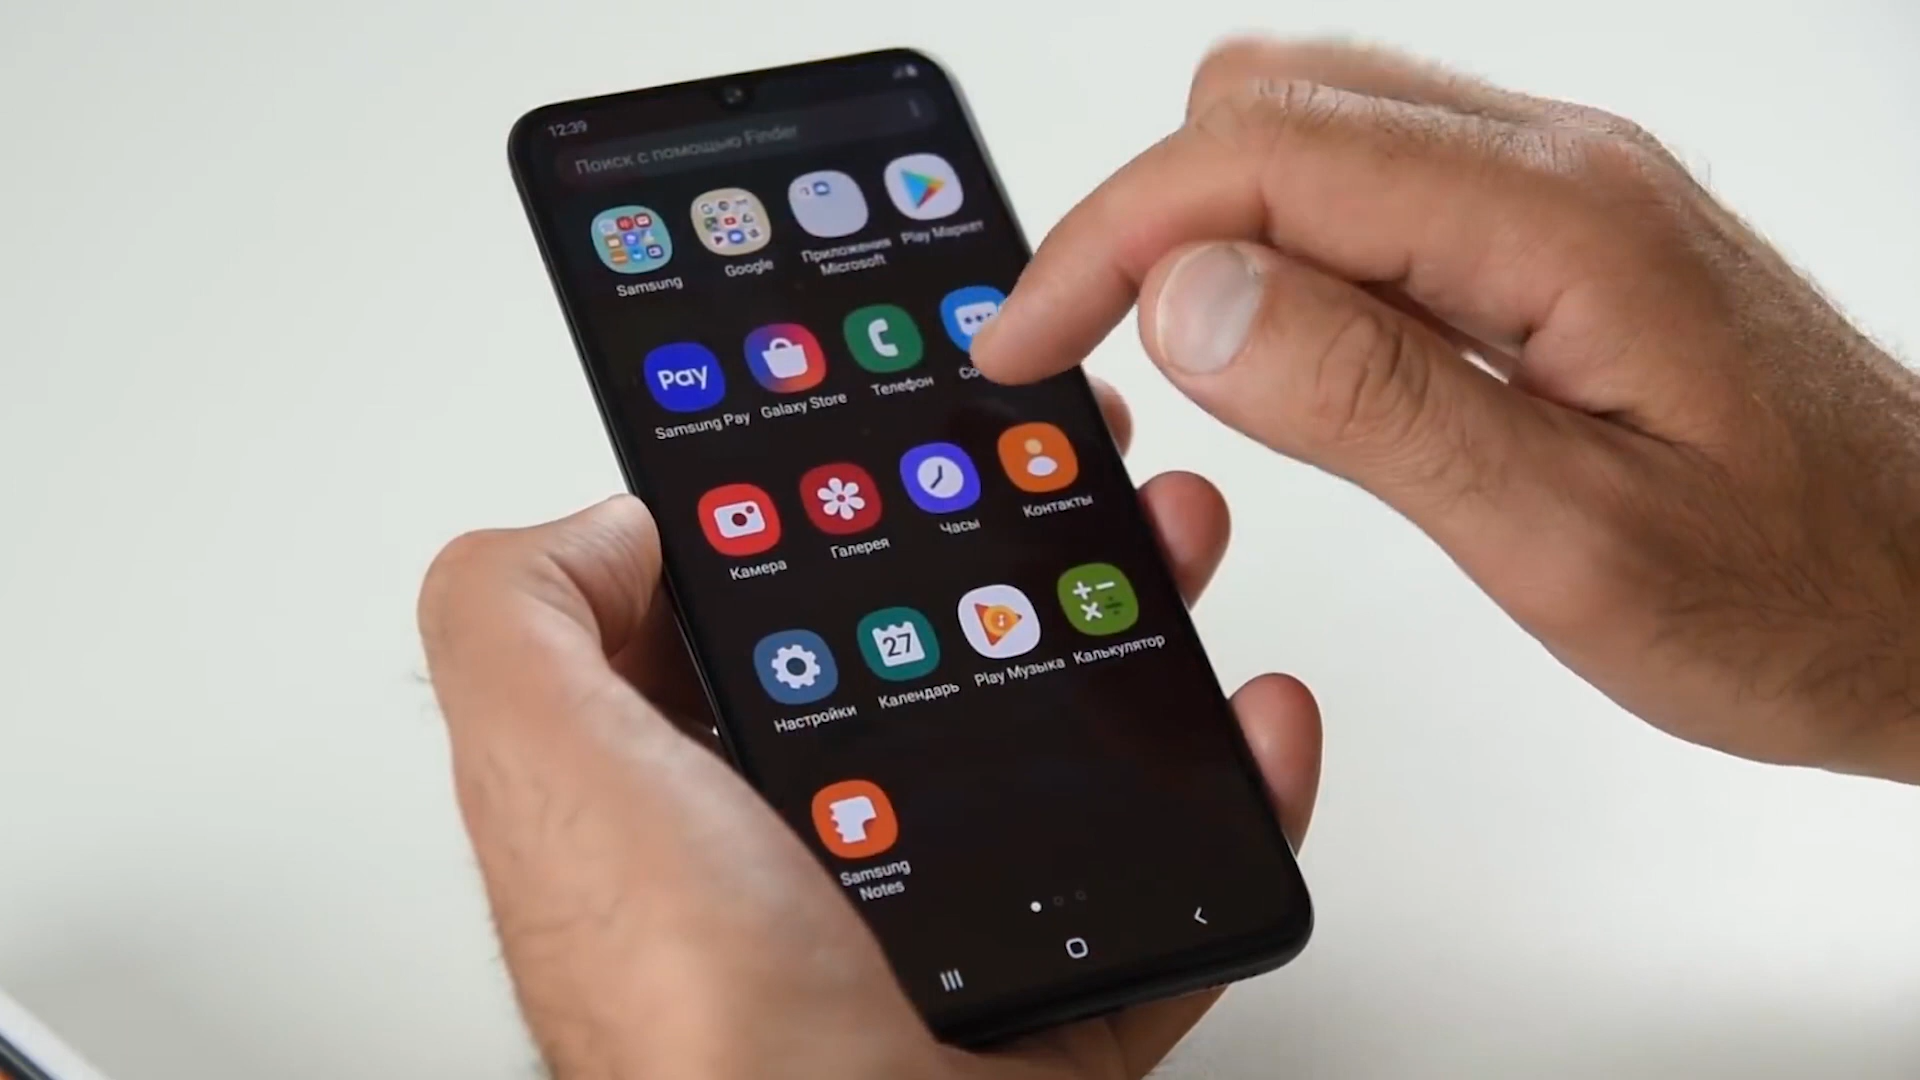 12:39
Поиск с помощью Finder
Samsung
Google
Приложения
Microsoft
Play Маркет
Pay
Samsung Pay
Galaxy Store
Телефон
Камера
Галерея
Часы
Контакты
27
Настройки
Календарь
Play Музыка
Калькулятор
Samsung
Notes